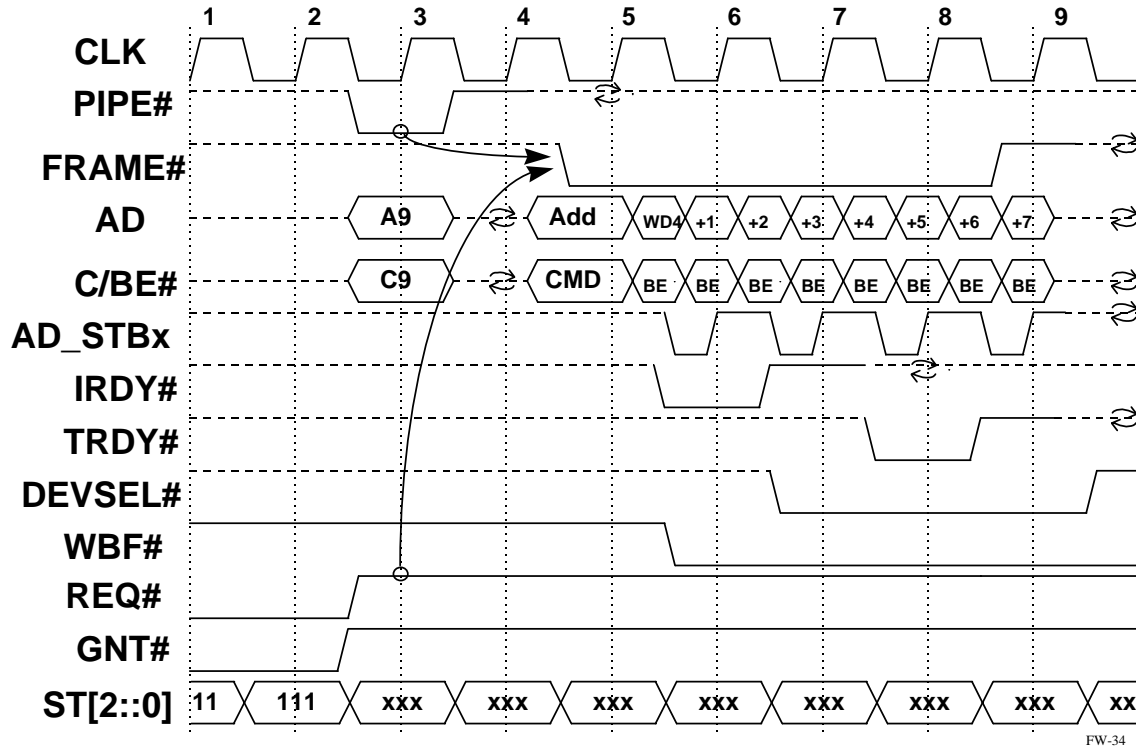 1 2 3 4 5 6 7 8 9
CLK
PIPE#
FRAME#
AD A9 Add WD4 +1 +2 +3 +4 +5 +6 +7
C/BE# C9 CMD BE BE BE BE BE BE BE BE
AD_STBx
IRDY#
TRDY#
DEVSEL#
WBF#
REQ#
GNT#
ST[2::0] 11 111 xxx xxx xxx xxx xxx xxx xxx xx
FW-34